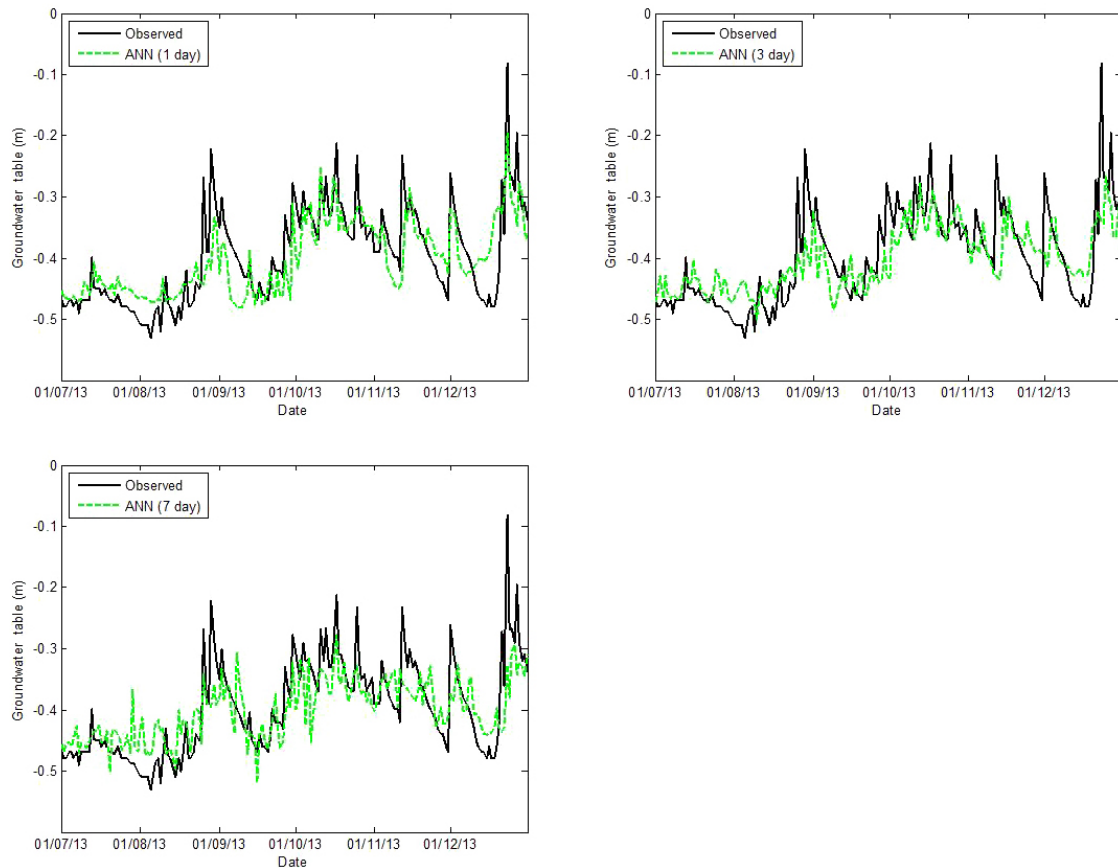 0
-0.1
-0.2
-0.3
-0.4
-0.5
Groundwater table (m)
Observed
ANN (1 day)
01/07/13 01/08/13 01/09/13 01/10/13 01/11/13 01/12/13
Date
0
-0.1
-0.2
-0.3
-0.4
-0.5
Groundwater table (m)
Observed
ANN (3 day)
01/07/13 01/08/13 01/09/13 01/10/13 01/11/13 01/12/13
Date
0
-0.1
-0.2
-0.3
-0.4
-0.5
Groundwater table (m)
Observed
ANN (7 day)
01/07/13 01/08/13 01/09/13 01/10/13 01/11/13 01/12/13
Date